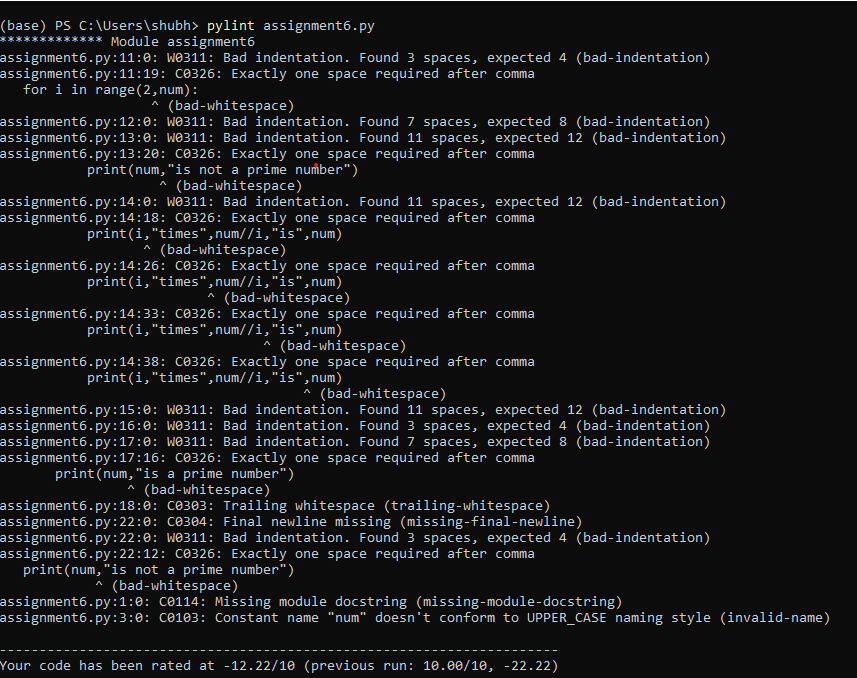 (base) PS C:\Users\shubh> pylint assignment6.py
************* Module assignment6
assignment6.py:11:0: W0311: Bad indentation. Found 3 spaces, expected 4 (bad-indentation)
assignment6.py:11:19: C0326: Exactly one space required after comma
   for i in range(2,num):
                   ^ (bad-whitespace)
assignment6.py:12:0: W0311: Bad indentation. Found 7 spaces, expected 8 (bad-indentation)
assignment6.py:13:0: W0311: Bad indentation. Found 11 spaces, expected 12 (bad-indentation)
assignment6.py:13:20: C0326: Exactly one space required after comma
           print(num,"is not a prime number")
                    ^ (bad-whitespace)
assignment6.py:14:0: W0311: Bad indentation. Found 11 spaces, expected 12 (bad-indentation)
assignment6.py:14:18: C0326: Exactly one space required after comma
           print(i,"times",num//i,"is",num)
                  ^ (bad-whitespace)
assignment6.py:14:26: C0326: Exactly one space required after comma
           print(i,"times",num//i,"is",num)
                          ^ (bad-whitespace)
assignment6.py:14:33: C0326: Exactly one space required after comma
           print(i,"times",num//i,"is",num)
                                 ^ (bad-whitespace)
assignment6.py:14:38: C0326: Exactly one space required after comma
           print(i,"times",num//i,"is",num)
                                      ^ (bad-whitespace)
assignment6.py:15:0: W0311: Bad indentation. Found 11 spaces, expected 12 (bad-indentation)
assignment6.py:16:0: W0311: Bad indentation. Found 3 spaces, expected 4 (bad-indentation)
assignment6.py:17:0: W0311: Bad indentation. Found 7 spaces, expected 8 (bad-indentation)
assignment6.py:17:16: C0326: Exactly one space required after comma
       print(num,"is a prime number")
                ^ (bad-whitespace)
assignment6.py:18:0: C0303: Trailing whitespace (trailing-whitespace)
assignment6.py:22:0: C0304: Final newline missing (missing-final-newline)
assignment6.py:22:0: W0311: Bad indentation. Found 3 spaces, expected 4 (bad-indentation)
assignment6.py:22:12: C0326: Exactly one space required after comma
   print(num,"is not a prime number")
            ^ (bad-whitespace)
assignment6.py:1:0: C0114: Missing module docstring (missing-module-docstring)
assignment6.py:3:0: C0103: Constant name "num" doesn't conform to UPPER_CASE naming style (invalid-name)
----------------------------------------------------------------------
Your code has been rated at -12.22/10 (previous run: 10.00/10, -22.22)